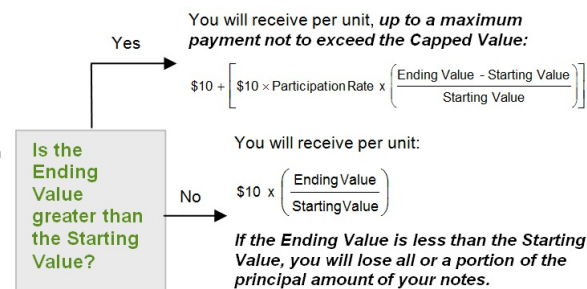 You will receive per unit, up to a maximum
payment not to exceed the Capped Value:
Yes
$10 + [ $10 × Participation Rate x ( Ending Value - Starting Value / Starting Value ) ]
Is the
Ending
Value
greater than
the Starting
Value?
No
You will receive per unit:
$10 x ( Ending Value / Starting Value )
If the Ending Value is less than the Starting
Value, you will lose all or a portion of the
principal amount of your notes.